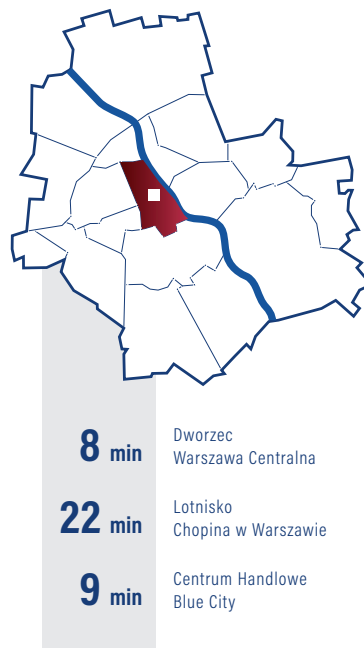 8 min
Dworzec
Warszawa Centralna
22 min
Lotnisko
Chopina w Warszawie
9 min
Centrum Handlowe
Blue City